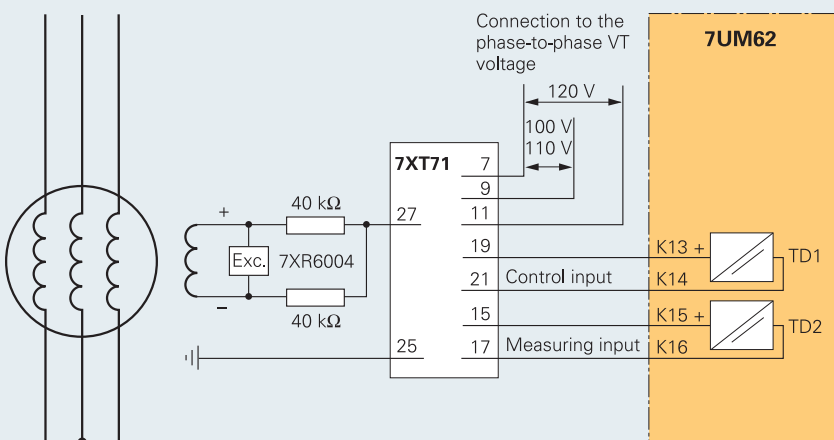 Connection to the
phase-to-phase VT
voltage
7UM62
120 V
100 V
110 V
7XT71
7
9
11
+
40 kΩ
27
19
K13 +
TD1
Exc.
7XR6004
21
Control input
K14
15
K15 +
TD2
–
40 kΩ
25
17
Measuring input
K16